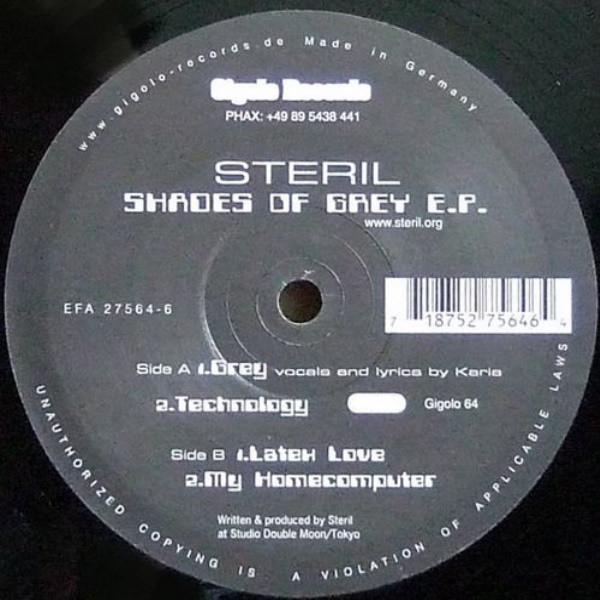 www.gigolo-records.de Made in Germany
Gigolo Records
PHAX: +49 89 5438 441
STERIL
SHADES OF GREY E.P.
www.steril.org
EFA 27564-6
7 18752 75646 4
Side A 1.Grey vocals and lyrics by Karla
2.Technology
Gigolo 64
Side B 1.Latex Love
2.My Homecomputer
Written & produced by Steril
at Studio Double Moon/Tokyo
UNAUTHORIZED COPYING IS A VIOLATION OF APPLICABLE LAWS